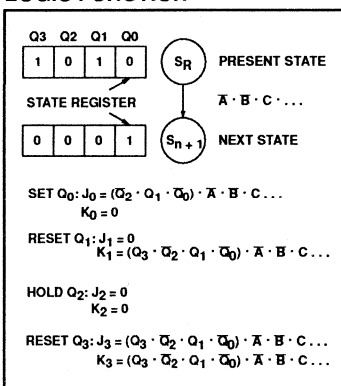 Q3 Q2 Q1 Q0
1 0 1 0
S_R
PRESENT STATE
STATE REGISTER
A̅ · B̅ · C · . . .
0 0 0 1
S_n + 1
NEXT STATE
SET Q₀: J₀ = (Q̅₂ · Q₁ · Q̅₀) · A̅ · B̅ · C . . .
K₀ = 0
RESET Q₁: J₁ = 0
K₁ = (Q₃ · Q̅₂ · Q₁ · Q̅₀) · A̅ · B̅ · C . . .
HOLD Q₂: J₂ = 0
K₂ = 0
RESET Q₃: J₃ = (Q₃ · Q̅₂ · Q₁ · Q̅₀) · A̅ · B̅ · C . . .
K₃ = (Q₃ · Q̅₂ · Q₁ · Q̅₀) · A̅ · B̅ · C . . .